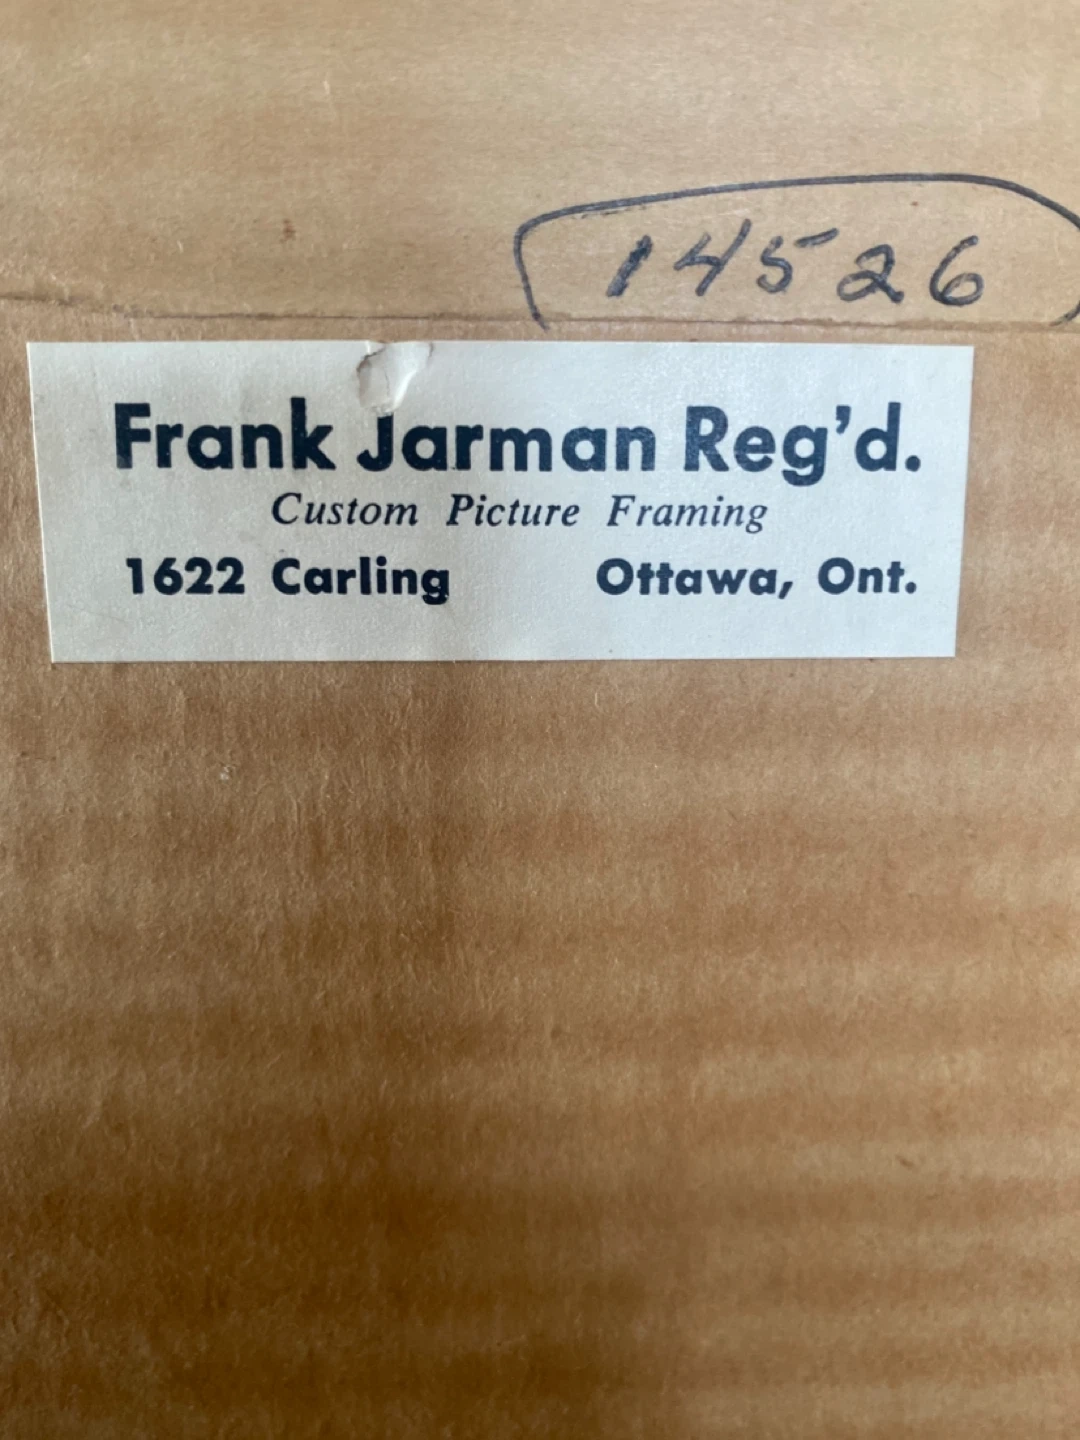 14526
Frank Jarman Reg'd.
Custom Picture Framing
1622 Carling Ottawa, Ont.